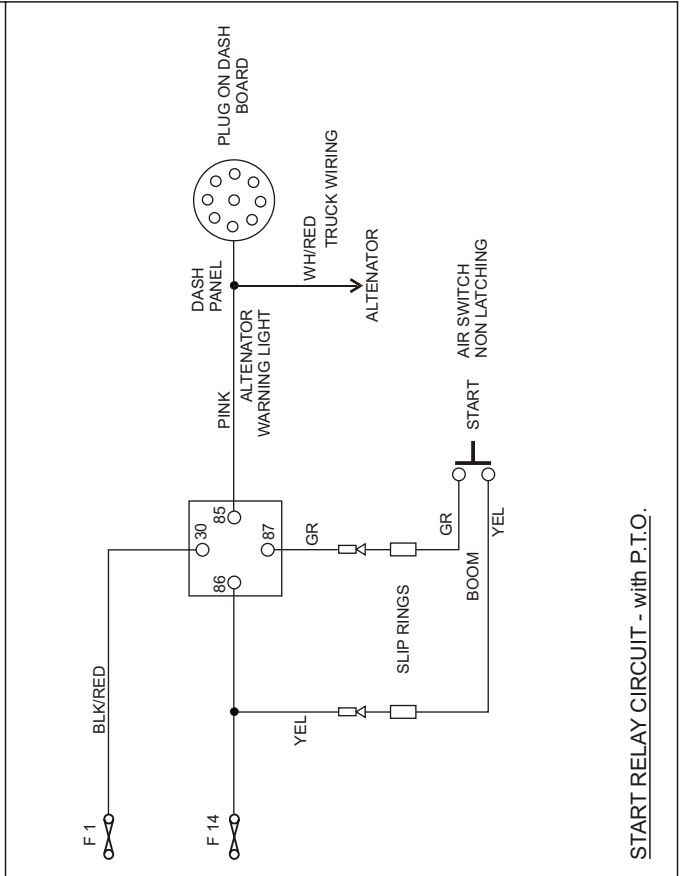 F 1
BLK/RED
F 14
YEL
86
30
85
87
PINK
ALTENATOR
WARNING LIGHT
DASH
PANEL
PLUG ON DASH
BOARD
WH/RED
TRUCK WIRING
ALTENATOR
GR
SLIP RINGS
BOOM
GR
YEL
START
AIR SWITCH
NON LATCHING
START RELAY CIRCUIT - with P.T.O.